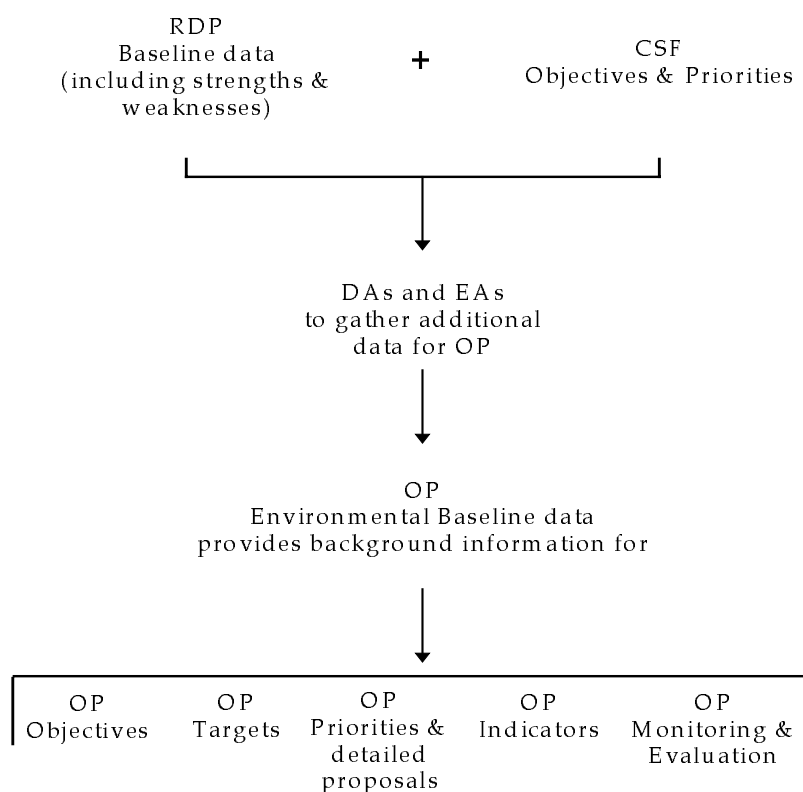 RDP
Baseline data
(including strengths &
weaknesses)
+
CSF
Objectives & Priorities
DAs and EAs
to gather additional
data for OP
OP
Environmental Baseline data
provides background information for
OP
Objectives
OP
Targets
OP
Priorities &
detailed
proposals
OP
Indicators
OP
Monitoring &
Evaluation